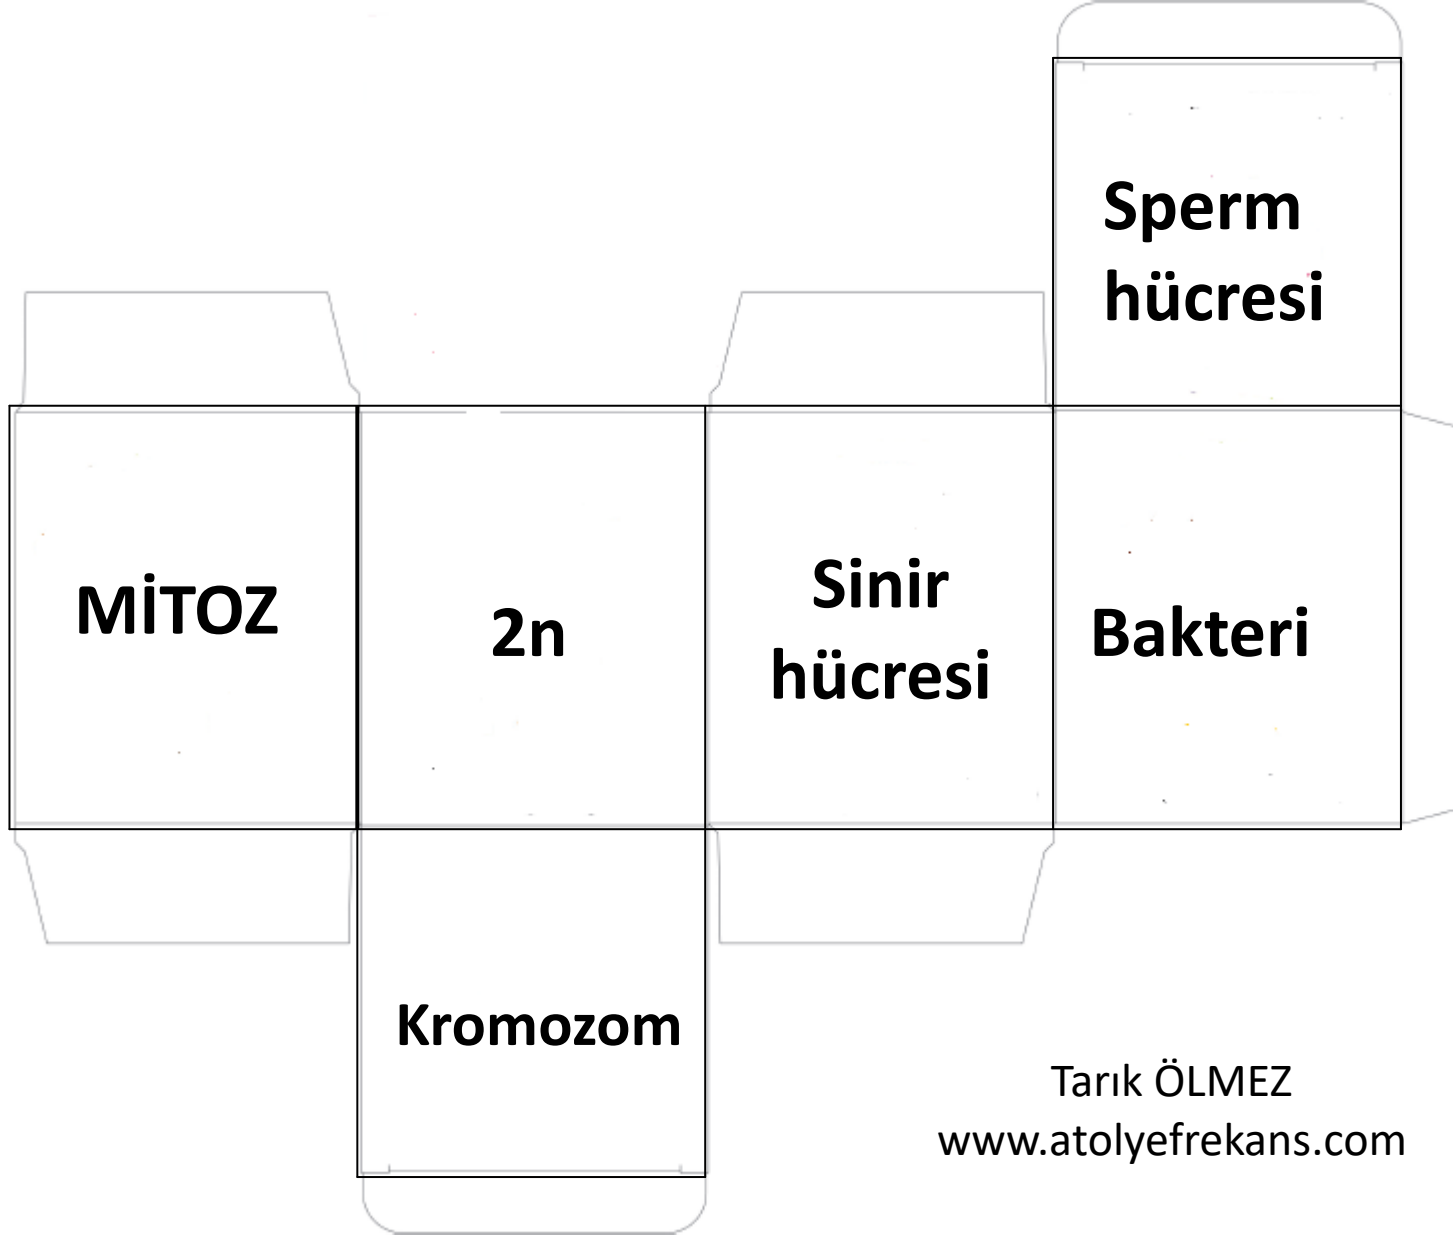 Sperm
hücresi
MİTOZ
2n
Sinir
hücresi
Bakteri
Kromozom
Tarık ÖLMEZ
www.atolyefrekans.com